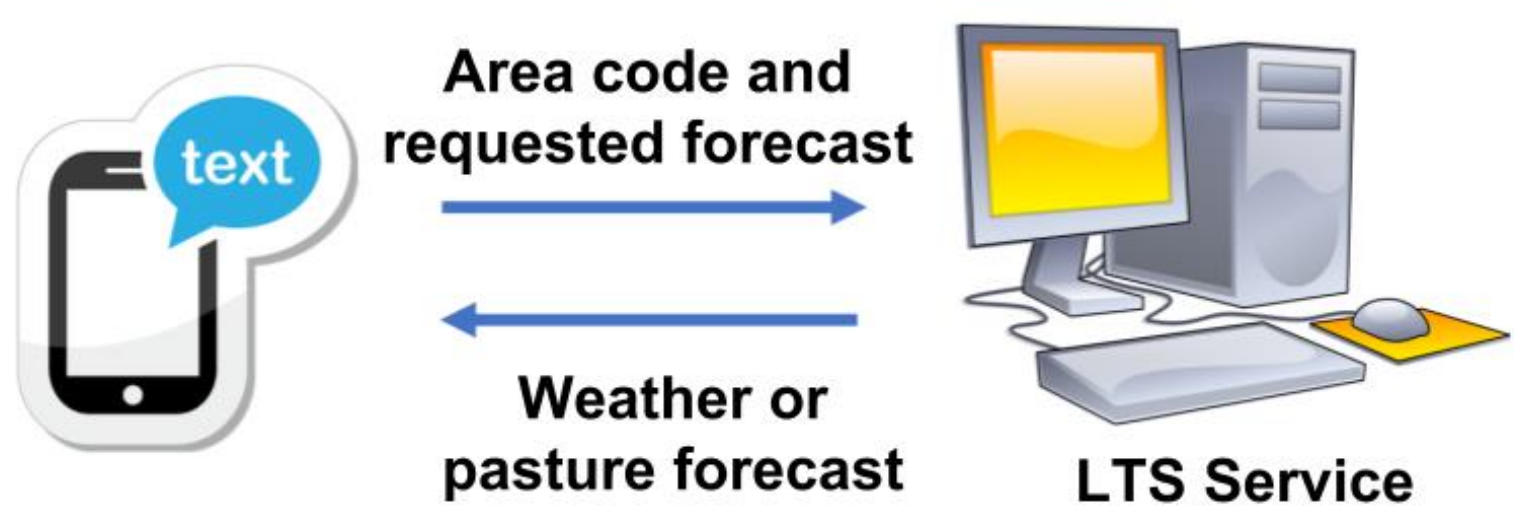 text
Area code and
requested forecast
Weather or
pasture forecast
LTS Service